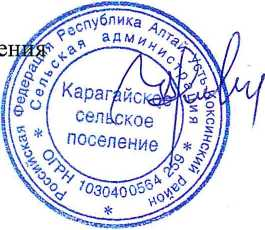 ения
Российская Федерация Республика Алтай Усть-Коксинский район
* Сельская администрация *
Карагайское
сельское
поселение
ОГРН 1030400564 259